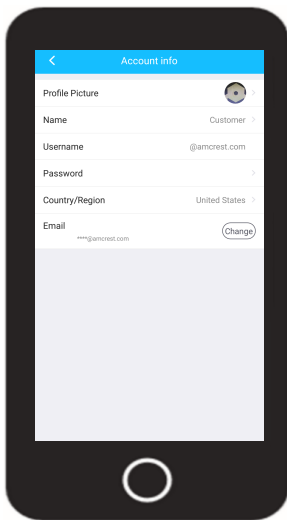 Account info
Profile Picture
Name Customer
Username @amcrest.com
Password
Country/Region United States
Email
****@amcrest.com
Change